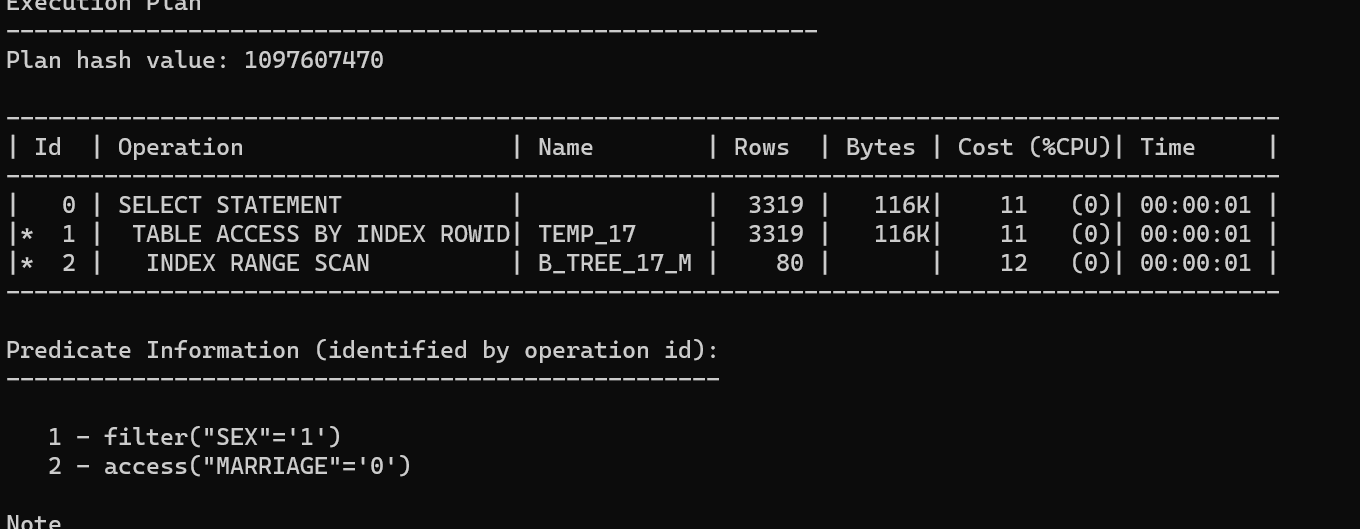 Execution Plan
----------------------------------------------------------
Plan hash value: 1097607470

-------------------------------------------------------------------------------------------
| Id  | Operation                   | Name        | Rows  | Bytes | Cost (%CPU)| Time     |
-------------------------------------------------------------------------------------------
|   0 | SELECT STATEMENT            |             |  3319 |   116K|    11   (0)| 00:00:01 |
|*  1 |  TABLE ACCESS BY INDEX ROWID| TEMP_17     |  3319 |   116K|    11   (0)| 00:00:01 |
|*  2 |   INDEX RANGE SCAN          | B_TREE_17_M |    80 |       |    12   (0)| 00:00:01 |
-------------------------------------------------------------------------------------------

Predicate Information (identified by operation id):
---------------------------------------------------

   1 - filter("SEX"='1')
   2 - access("MARRIAGE"='0')

Note